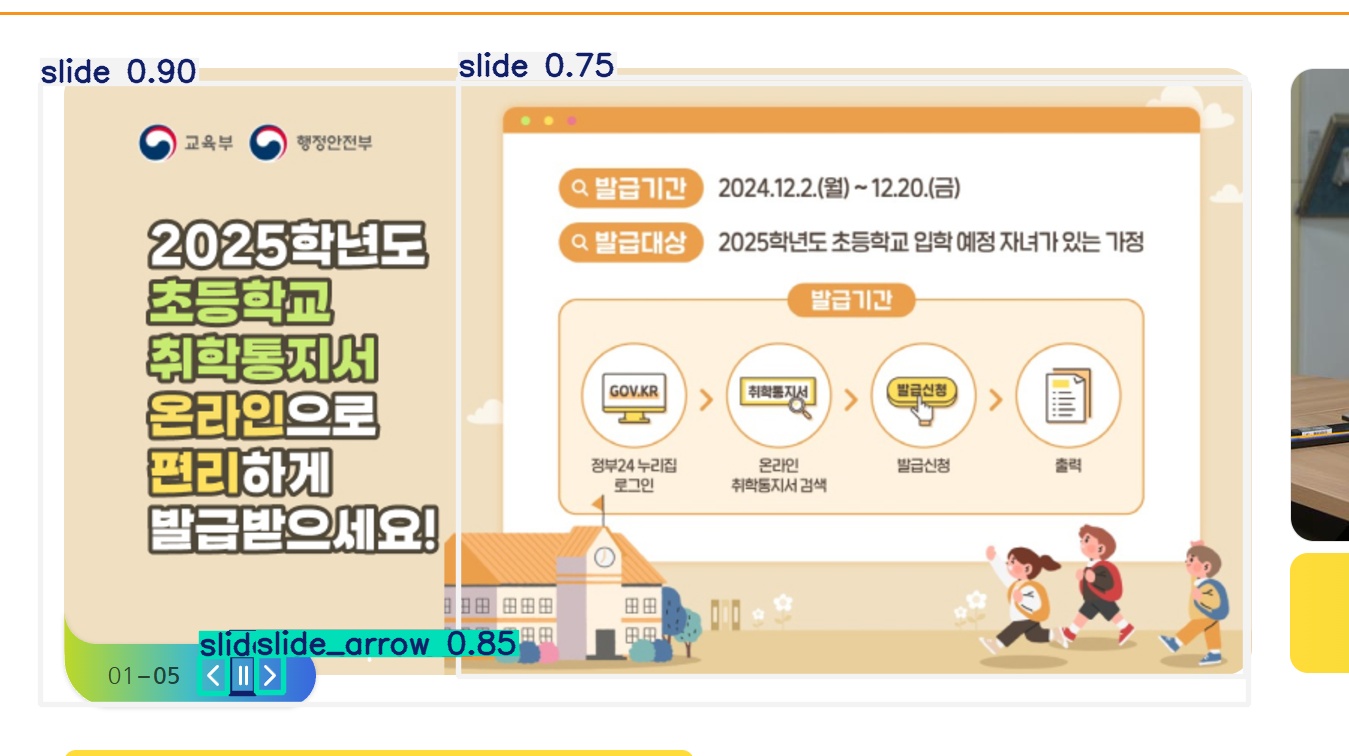 slide 0.90
slide 0.75
교육부 행정안전부
2025학년도
초등학교
취학통지서
온라인으로
편리하게
발급받으세요!
발급기간 2024.12.2.(월) ~ 12.20.(금)
발급대상 2025학년도 초등학교 입학 예정 자녀가 있는 가정
발급기간
GOV.KR
취학통지서
발급신청
정부24 누리집
로그인
온라인
취학통지서 검색
발급신청
출력
slide_arrow 0.85
01–05